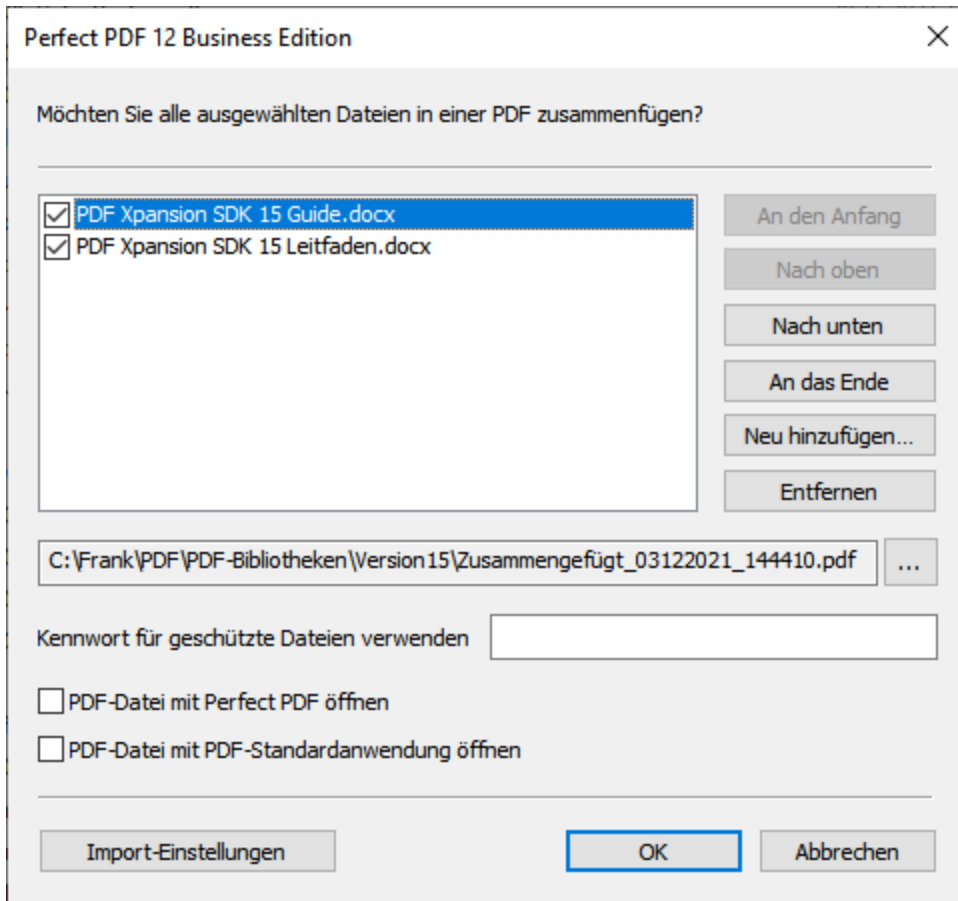 Perfect PDF 12 Business Edition
Möchten Sie alle ausgewählten Dateien in einer PDF zusammenfügen?
PDF Xpansion SDK 15 Guide.docx
PDF Xpansion SDK 15 Leitfaden.docx
An den Anfang
Nach oben
Nach unten
An das Ende
Neu hinzufügen...
Entfernen
C:\Frank\PDF\PDF-Bibliotheken\Version15\Zusammengefügt_03122021_144410.pdf
...
Kennwort für geschützte Dateien verwenden
PDF-Datei mit Perfect PDF öffnen
PDF-Datei mit PDF-Standardanwendung öffnen
Import-Einstellungen
OK
Abbrechen